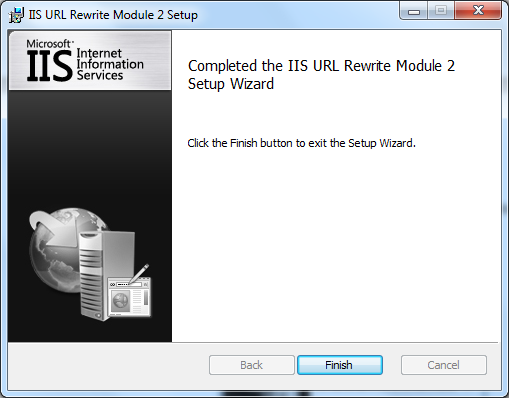 IIS URL Rewrite Module 2 Setup
Microsoft®
IIS Internet
Information
Services
Completed the IIS URL Rewrite Module 2
Setup Wizard
Click the Finish button to exit the Setup Wizard.
Back Finish Cancel